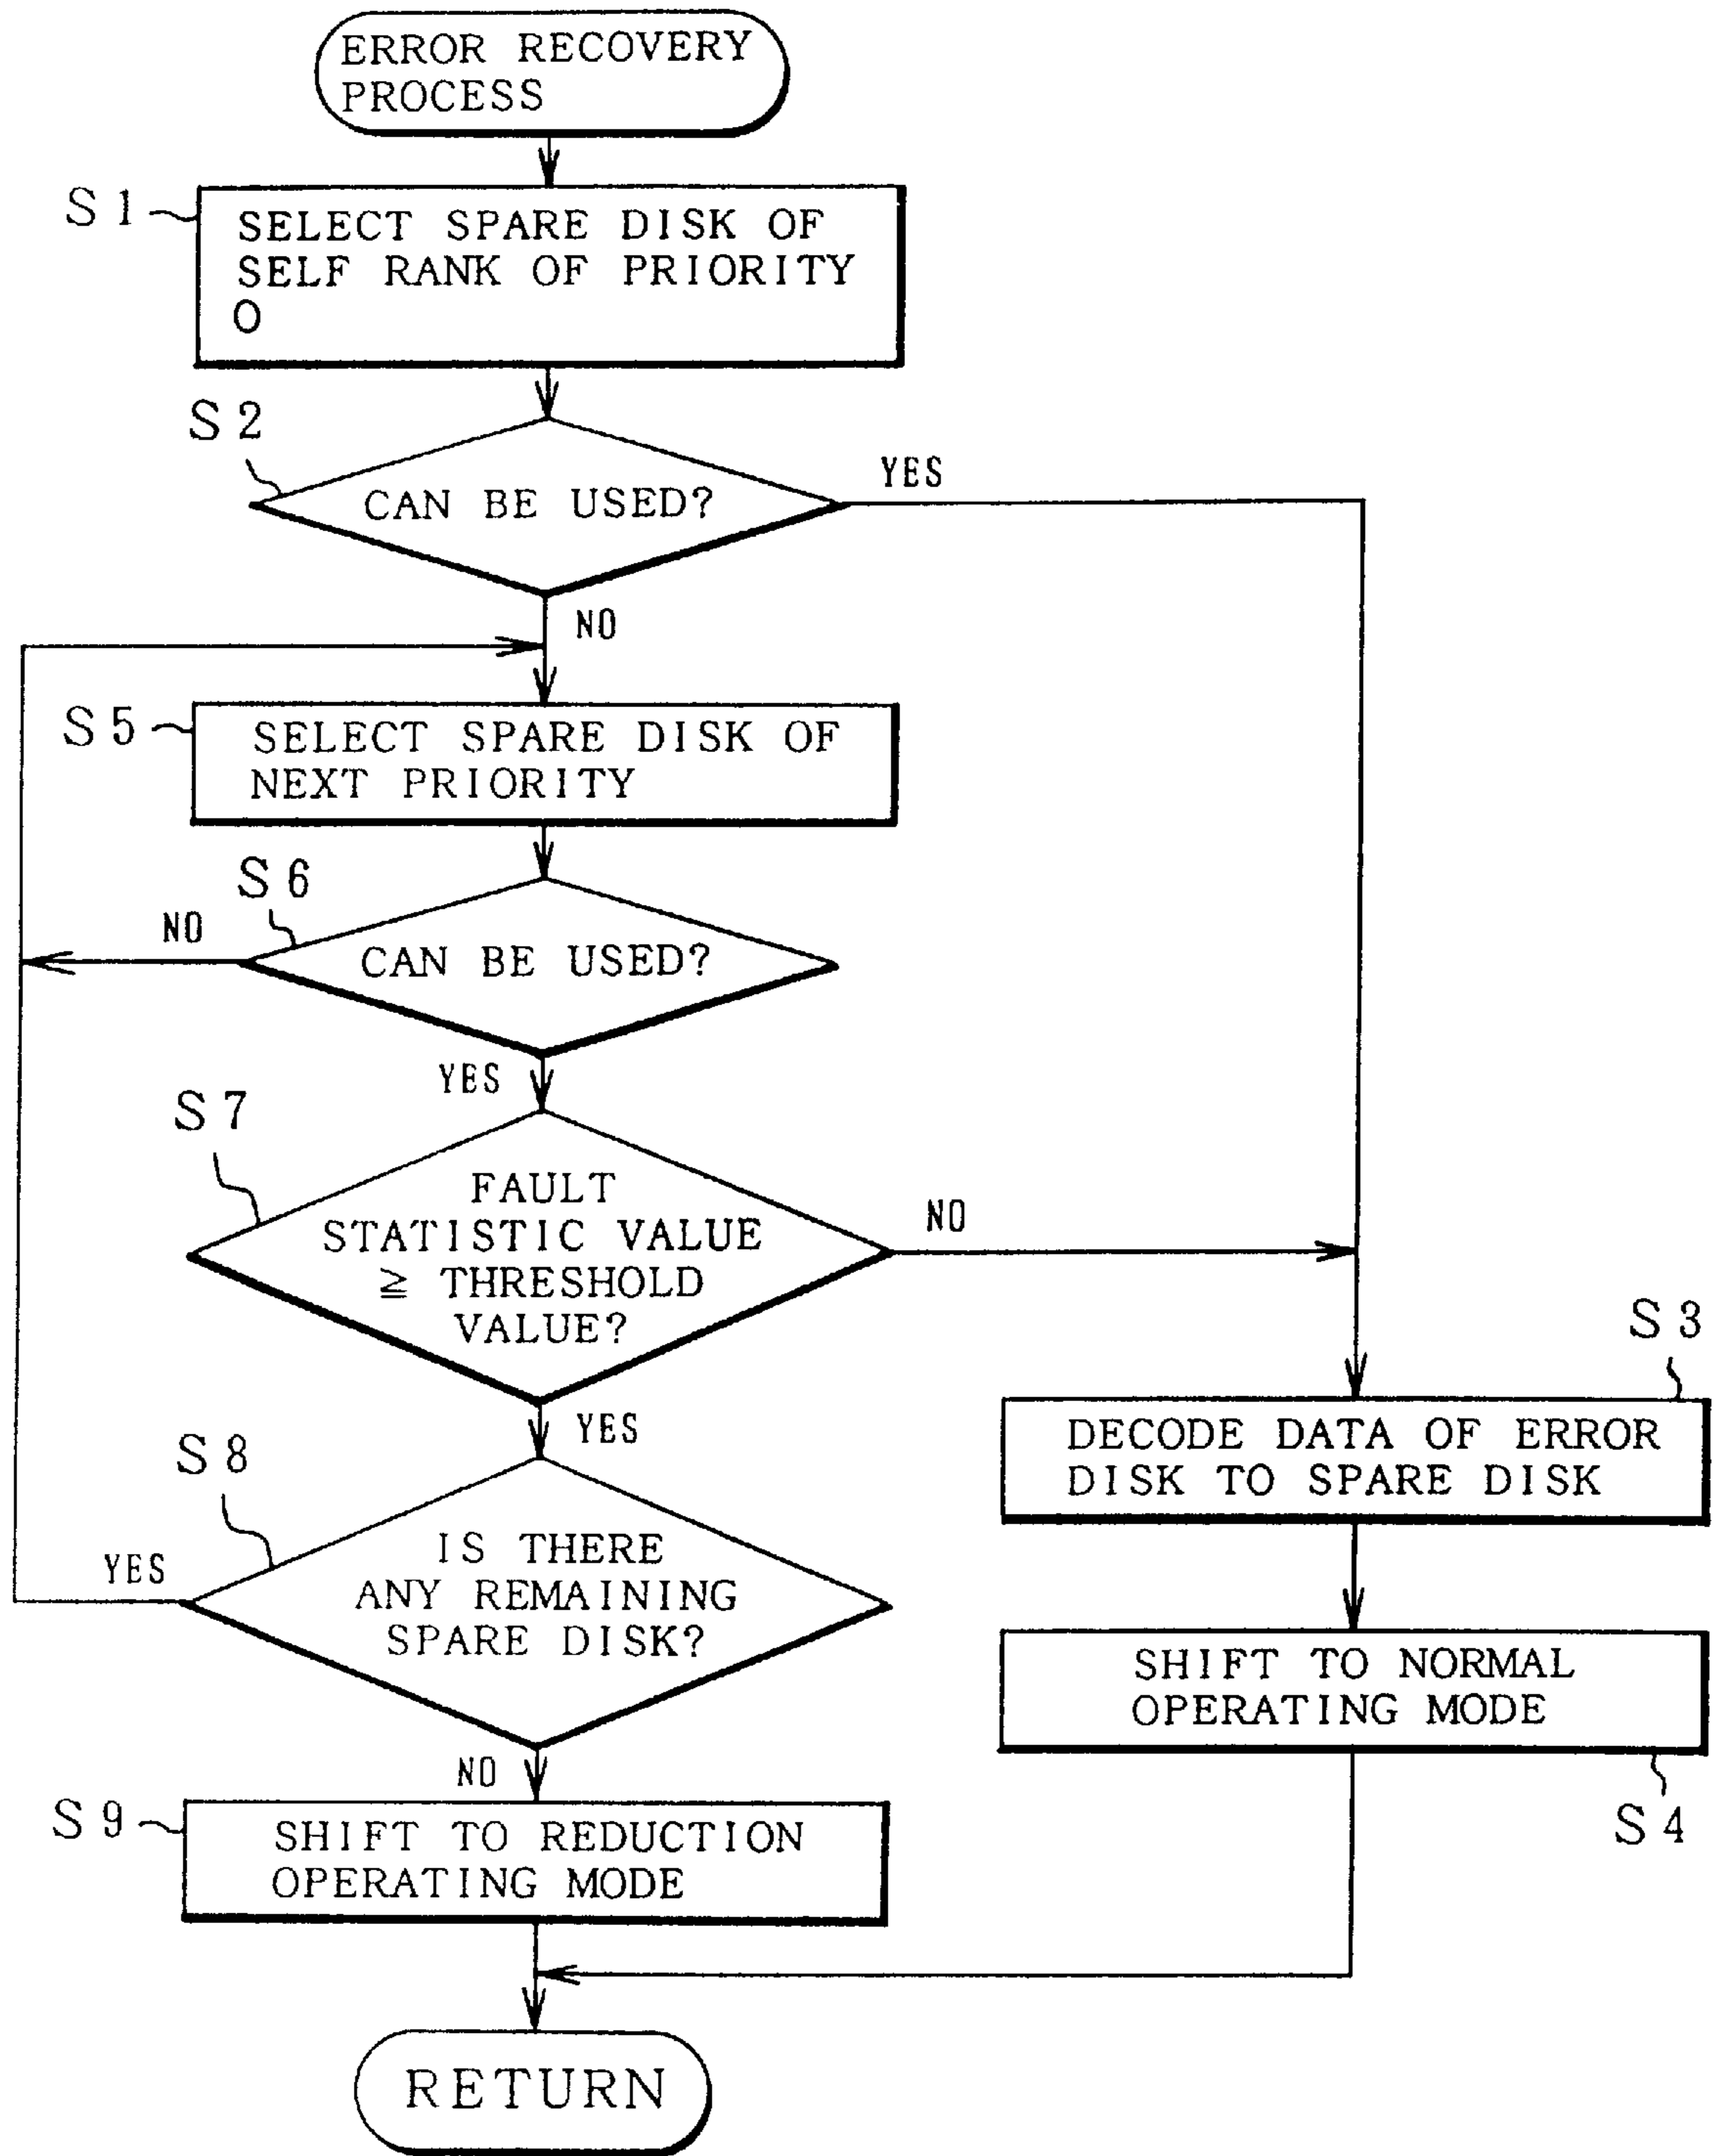 ERROR RECOVERY
PROCESS
S1
SELECT SPARE DISK OF
SELF RANK OF PRIORITY
0
S2
CAN BE USED?
YES
NO
S5
SELECT SPARE DISK OF
NEXT PRIORITY
S6
NO
CAN BE USED?
YES
S7
FAULT
STATISTIC VALUE
≧ THRESHOLD
VALUE?
NO
YES
S3
DECODE DATA OF ERROR
DISK TO SPARE DISK
S8
YES
IS THERE
ANY REMAINING
SPARE DISK?
NO
SHIFT TO NORMAL
OPERATING MODE
S4
S9
SHIFT TO REDUCTION
OPERATING MODE
RETURN